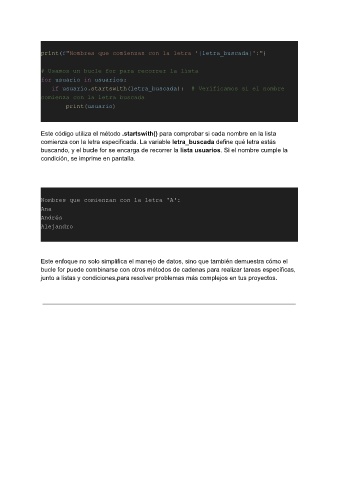 print(f"Nombres que comienzan con la letra '{letra_buscada}':")
# Usamos un bucle for para recorrer la lista
for usuario in usuarios:
if usuario.startswith(letra_buscada): # Verificamos si el nombre
comienza con la letra buscada
print(usuario)
Este código utiliza el método .startswith() para comprobar si cada nombre en la lista
comienza con la letra especificada. La variable letra_buscada define qué letra estás
buscando, y el bucle for se encarga de recorrer la lista usuarios. Si el nombre cumple la
condición, se imprime en pantalla.
Nombres que comienzan con la letra 'A':
Ana
Andrés
Alejandro
Este enfoque no solo simplifica el manejo de datos, sino que también demuestra cómo el
bucle for puede combinarse con otros métodos de cadenas para realizar tareas específicas,
junto a listas y condiciones,para resolver problemas más complejos en tus proyectos.